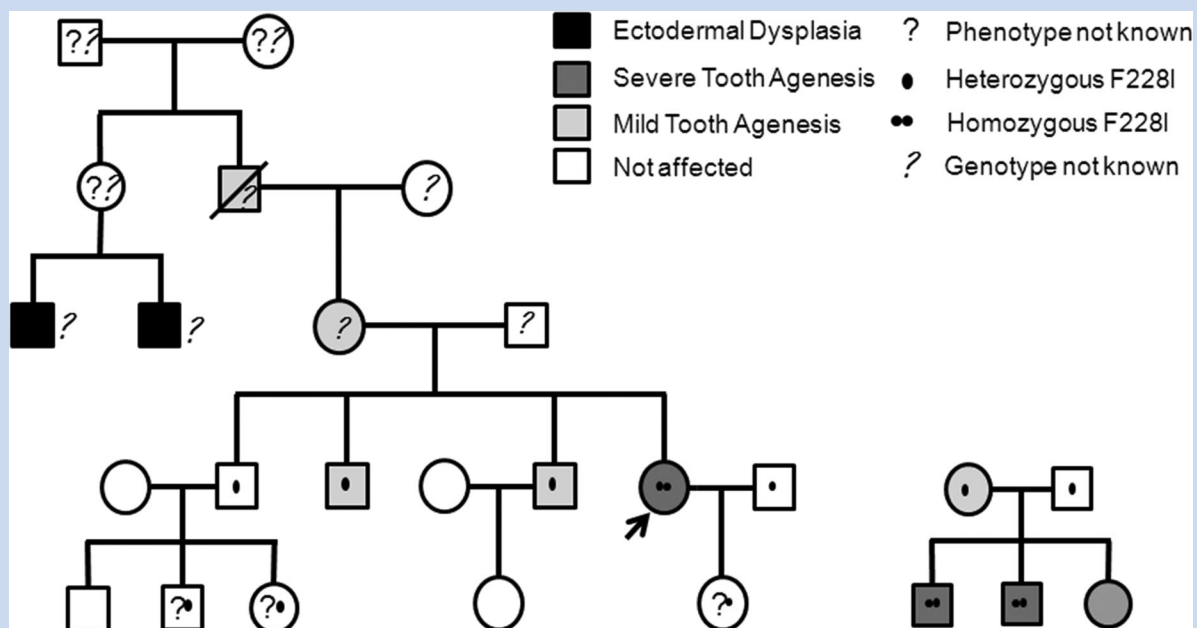 ??
??
Ectodermal Dysplasia
? Phenotype not known
Severe Tooth Agenesis
Heterozygous F228I
Mild Tooth Agenesis
Homozygous F228I
Not affected
? Genotype not known
??
?
?
?
?
?
?
?
?
?